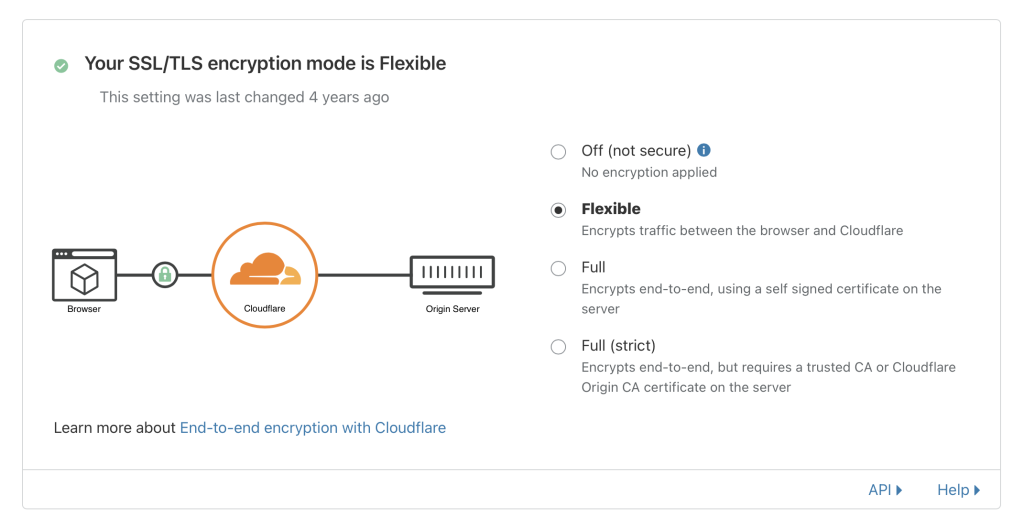 Your SSL/TLS encryption mode is Flexible
This setting was last changed 4 years ago
Off (not secure)
No encryption applied
Flexible
Encrypts traffic between the browser and Cloudflare
Full
Encrypts end-to-end, using a self signed certificate on the
server
Full (strict)
Encrypts end-to-end, but requires a trusted CA or Cloudflare
Origin CA certificate on the server
Browser
Cloudflare
Origin Server
Learn more about End-to-end encryption with Cloudflare
API
Help